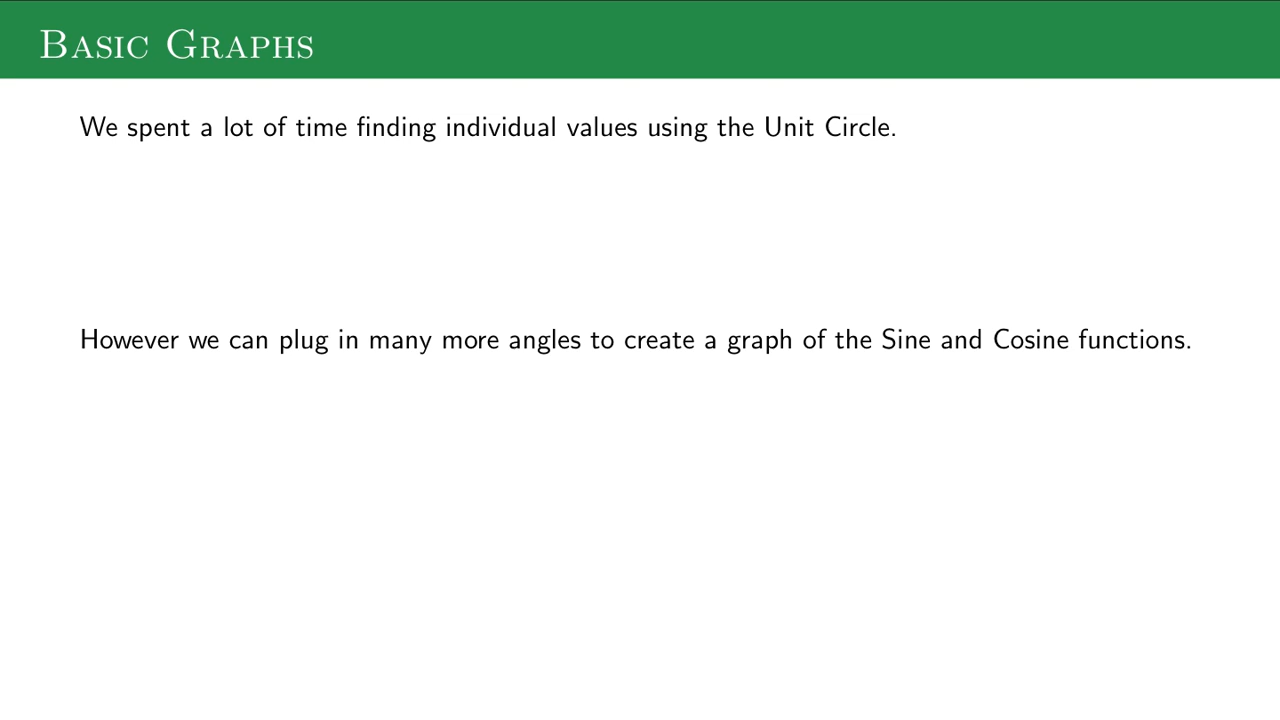 Basic Graphs
We spent a lot of time finding individual values using the Unit Circle.
However we can plug in many more angles to create a graph of the Sine and Cosine functions.